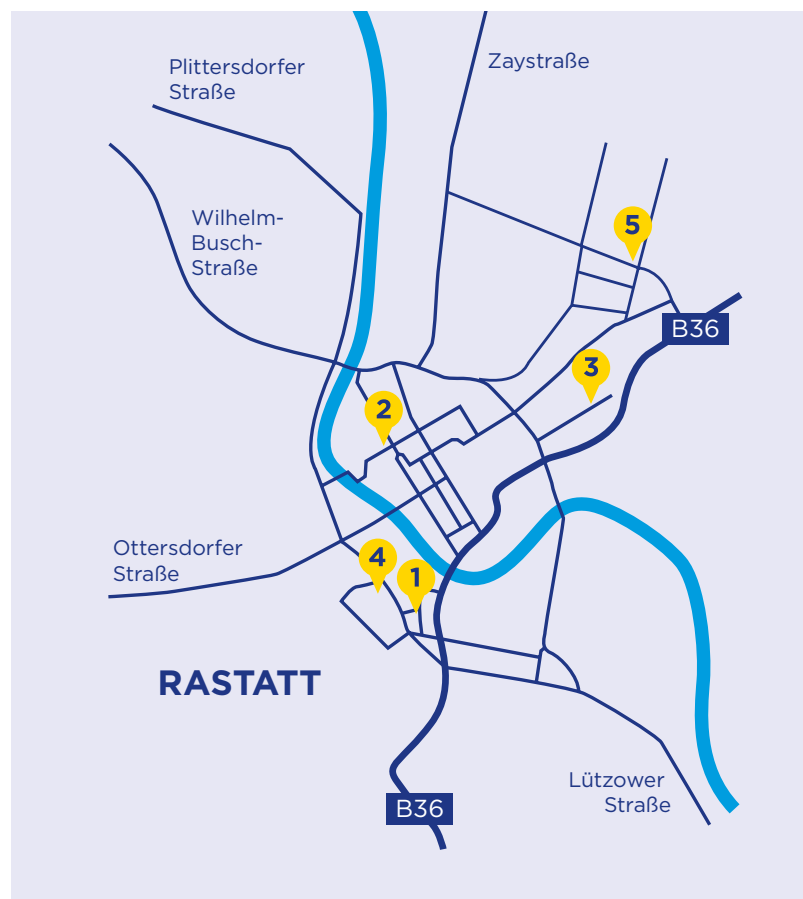 Plittersdorfer
Straße
Zaystraße
Wilhelm-
Busch-
Straße
5
B36
3
2
Ottersdorfer
Straße
4
1
RASTATT
Lützower
Straße
B36